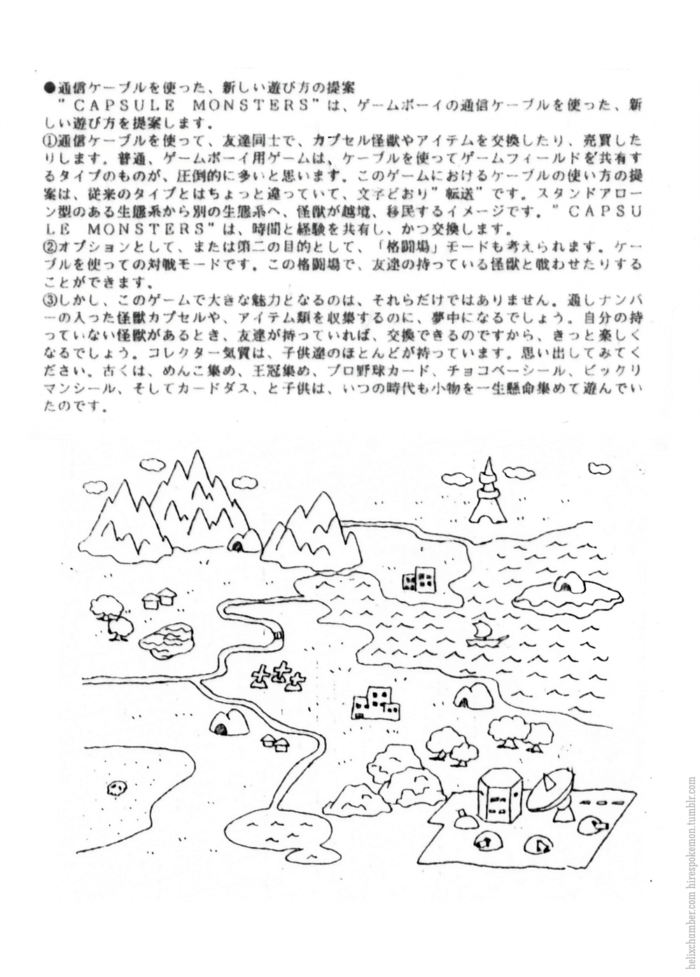 ●通信ケーブルを使った、新しい遊び方の提案
”CAPSULE MONSTERS”は、ゲームボーイの通信ケーブルを使った、新
しい遊び方を提案します。
①通信ケーブルを使って、友達同士で、カプセル怪獣やアイテムを交換したり、売買した
りします。普通、ゲームボーイ用ゲームは、ケーブルを使ってゲームフィールドを共有す
るタイプのものが、圧倒的に多いと思います。このゲームにおけるケーブルの使い方の提
案は、従来のタイプとはちょっと違っていて、文字どおり”転送”です。スタンドアロー
ン型のある生態系から別の生態系へ、怪獣が越境、移民するイメージです。”CAPSU
LE MONSTERS”は、時間と経験を共有し、かつ交換します。
②オプションとして、または第二の目的として、「格闘場」モードも考えられます。ケー
ブルを使っての対戦モードです。この格闘場で、友達の持っている怪獣と戦わせたりする
ことができます。
③しかし、このゲームで大きな魅力となるのは、それらだけではありません。通しナンバ
ーの入った怪獣カプセルや、アイテム類を収集するのに、夢中になるでしょう。自分の持
っていない怪獣があるとき、友達が持っていれば、交換できるのですから、きっと楽しく
なるでしょう。コレクター気質は、子供達のほとんどが持っています。思い出してみてく
ださい。古くは、めんこ集め、王冠集め、プロ野球カード、チョコベーシール、ビックリ
マンシール、そしてカードダス、と子供は、いつの時代も小物を一生懸命集めて遊んでい
たのです。
helixchamber.com hirespokemon.tumblr.com